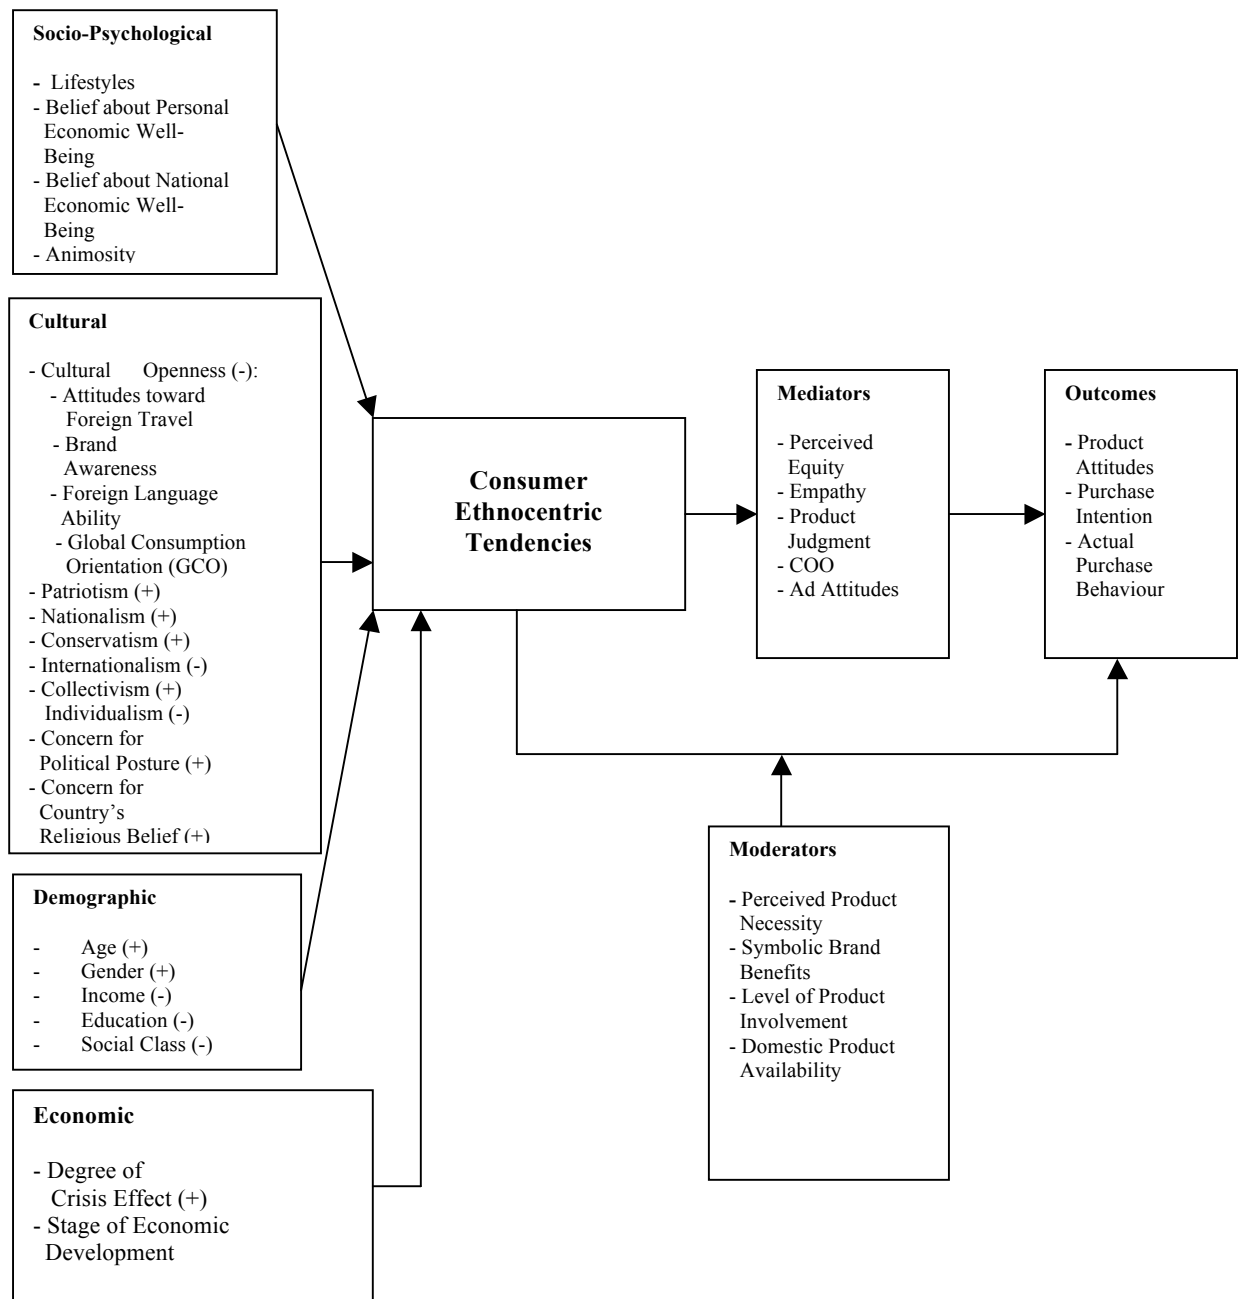 Socio-Psychological
- Lifestyles
- Belief about Personal
Economic Well-
Being
- Belief about National
Economic Well-
Being
- Animosity
Cultural
- Cultural Openness (-):
- Attitudes toward
Foreign Travel
- Brand
Awareness
- Foreign Language
Ability
- Global Consumption
Orientation (GCO)
- Patriotism (+)
- Nationalism (+)
- Conservatism (+)
- Internationalism (-)
- Collectivism (+)
Individualism (-)
- Concern for
Political Posture (+)
- Concern for
Country’s
Religious Belief (+)
Demographic
- Age (+)
- Gender (+)
- Income (-)
- Education (-)
- Social Class (-)
Economic
- Degree of
Crisis Effect (+)
- Stage of Economic
Development
Consumer
Ethnocentric
Tendencies
Mediators
- Perceived
Equity
- Empathy
- Product
Judgment
- COO
- Ad Attitudes
Outcomes
- Product
Attitudes
- Purchase
Intention
- Actual
Purchase
Behaviour
Moderators
- Perceived Product
Necessity
- Symbolic Brand
Benefits
- Level of Product
Involvement
- Domestic Product
Availability